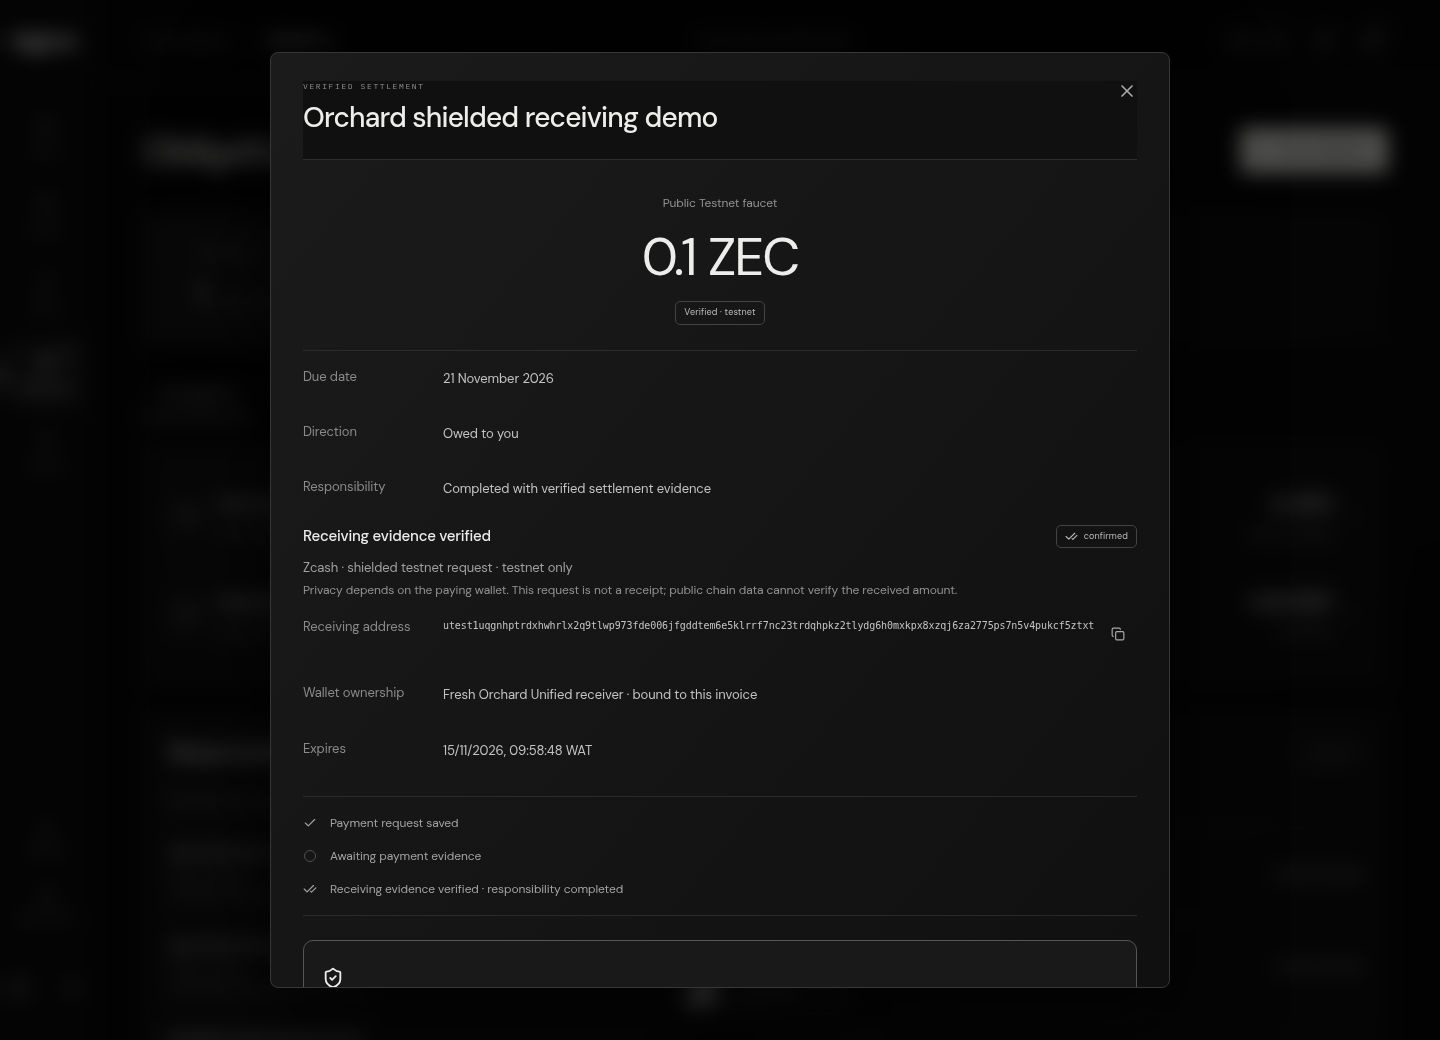 VERIFIED SETTLEMENT
Orchard shielded receiving demo
Public Testnet faucet
0.1 ZEC
Verified · testnet
Due date 21 November 2026
Direction Owed to you
Responsibility Completed with verified settlement evidence
Receiving evidence verified confirmed
Zcash · shielded testnet request · testnet only
Privacy depends on the paying wallet. This request is not a receipt; public chain data cannot verify the received amount.
Receiving address utest1uqgnhptrdxhwhrlx2q9tlwp973fde006jfgddtem6e5klrrf7nc23trdqhpkz2tlydg6h0mxkpx8xzqj6za2775ps7n5v4pukcf5ztxt
Wallet ownership Fresh Orchard Unified receiver · bound to this invoice
Expires 15/11/2026, 09:58:48 WAT
Payment request saved
Awaiting payment evidence
Receiving evidence verified · responsibility completed